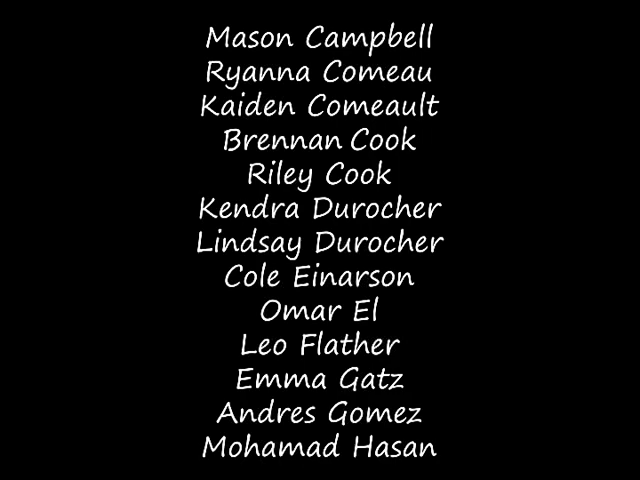 Mason Campbell
Ryanna Comeau
Kaiden Comeault
Brennan Cook
Riley Cook
Kendra Durocher
Lindsay Durocher
Cole Einarson
Omar El
Leo Flather
Emma Gatz
Andres Gomez
Mohamad Hasan